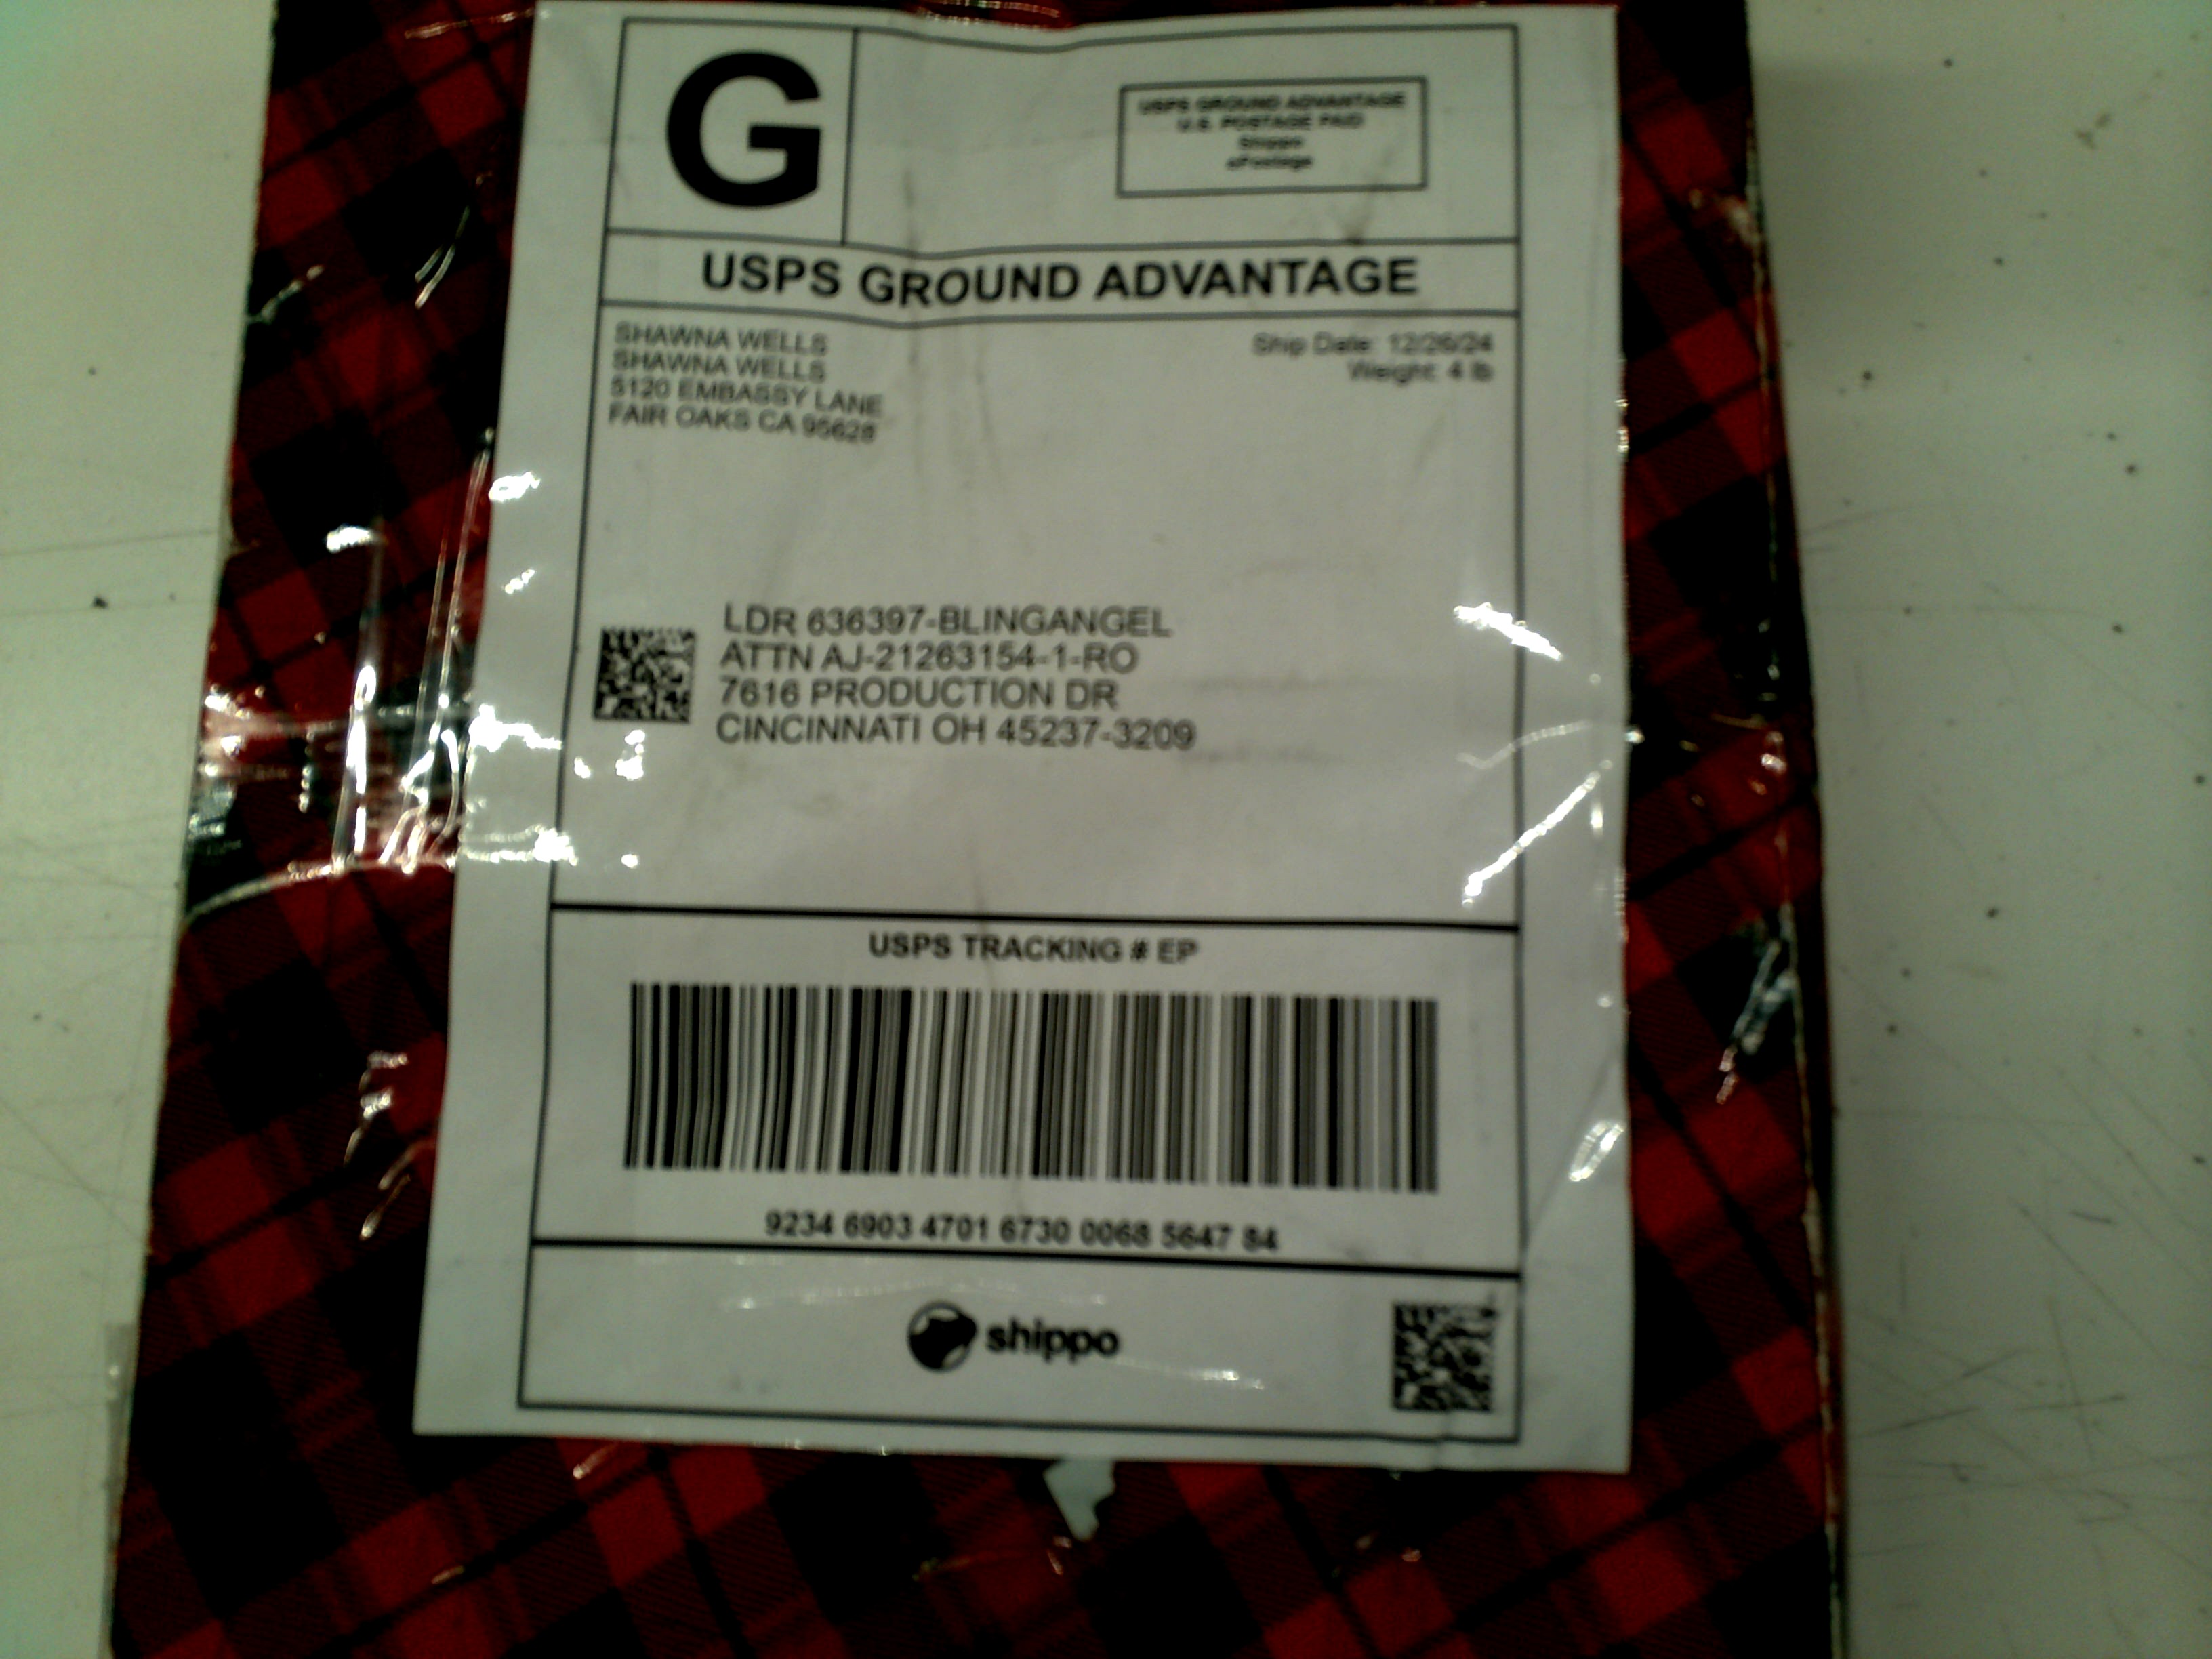 G
USPS GROUND ADVANTAGE
U.S. POSTAGE PAID
Shippo
ePostage
USPS GROUND ADVANTAGE
SHAWNA WELLS
SHAWNA WELLS
5120 EMBASSY LANE
FAIR OAKS CA 95628
Ship Date: 12/26/24
Weight: 4 lb
LDR 636397-BLINGANGEL
ATTN AJ-21263154-1-RO
7616 PRODUCTION DR
CINCINNATI OH 45237-3209
USPS TRACKING # EP
9234 6903 4701 6730 0068 5647 84
shippo